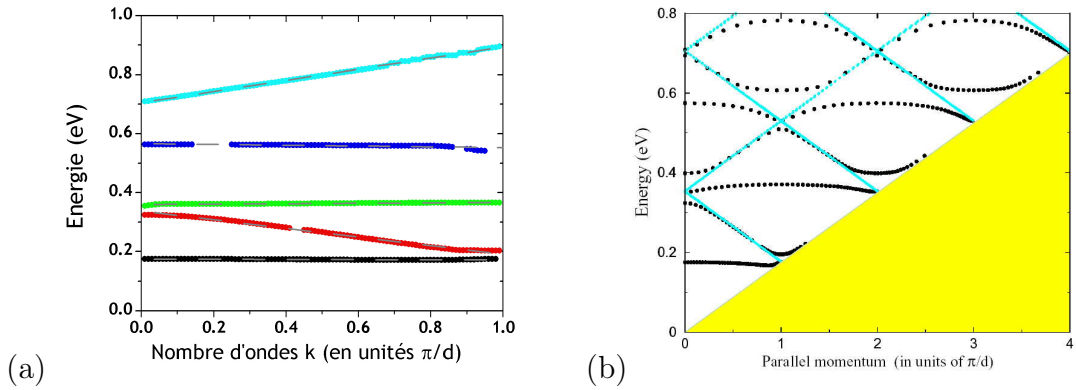 Energie (eV)
1.0
0.8
0.6
0.4
0.2
0.0
0.0 0.2 0.4 0.6 0.8 1.0
Nombre d'ondes k (en unités π/d)
(a)
Energy (eV)
0.8
0.6
0.4
0.2
0
0 1 2 3 4
Parallel momentum (in units of π/d)
(b)